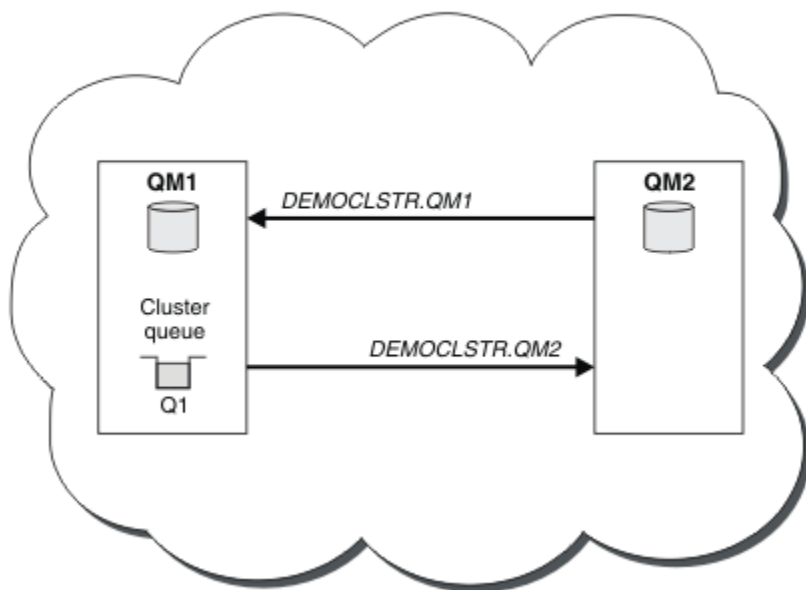 QM1
QM2
DEMOCLSTR.QM1
Cluster
queue
DEMOCLSTR.QM2
Q1